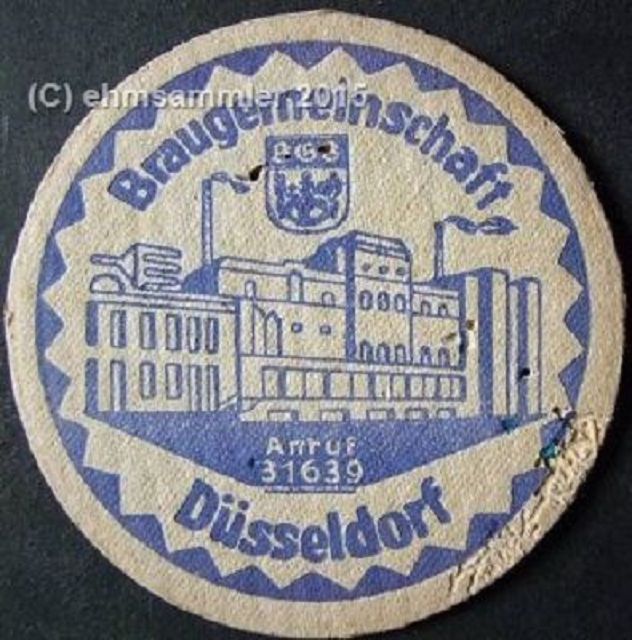 (C) ehmsammler 2015
Braugemeinschaft
Anruf
31639
Düsseldorf